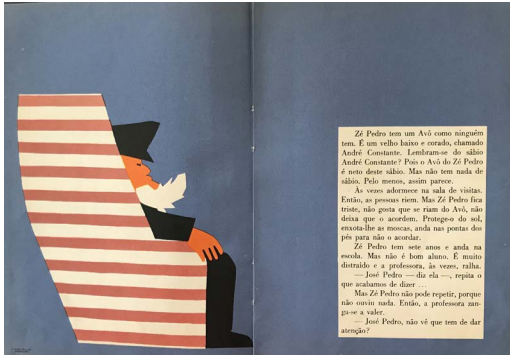 Zé Pedro tem um Avô como ninguém
tem. É um velho baixo e corado, chamado
André Constante. Lembram-se do sábio
André Constante? Pois o Avô do Zé Pedro
é neto deste sábio. Mas não tem nada de
sábio. Pelo menos, assim parece.
Às vezes adormece na sala de visitas.
Então, as pessoas riem. Mas Zé Pedro fica
triste, não gosta que se riam do Avô, não
deixa que o acordem. Protege-o do sol,
enxota-lhe as moscas, anda nas pontas dos
pés para não o acordar.
Zé Pedro tem sete anos e anda na
escola. Mas não é bom aluno. É muito
distraído e a professora, às vezes, ralha.
— José Pedro — diz ela —, repita o
que acabamos de dizer ...
Mas Zé Pedro não pode repetir, porque
não ouviu nada. Então, a professora zan-
ga-se a valer.
— José Pedro, não vê que tem de dar
atenção?